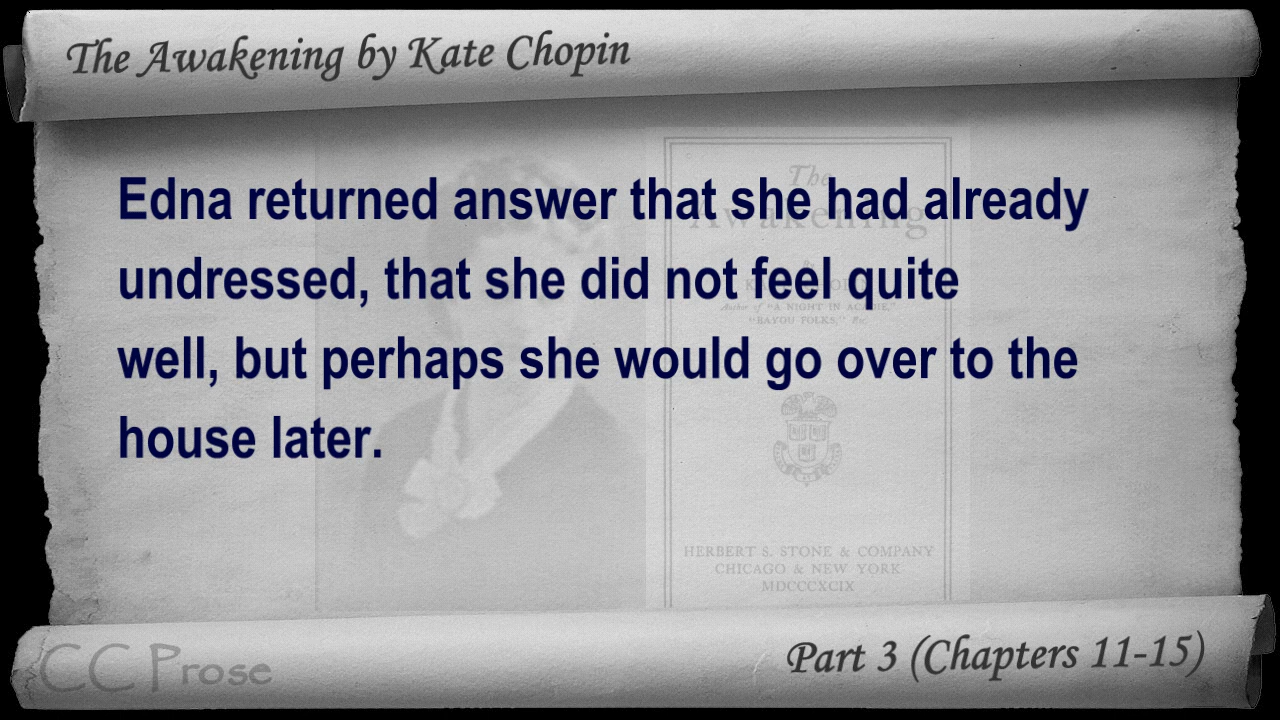 The Awakening by Kate Chopin
Edna returned answer that she had already
undressed, that she did not feel quite
well, but perhaps she would go over to the
house later.
The
Awakening
HERBERT S. STONE & COMPANY
CHICAGO & NEW YORK
MDCCCXCIX
CC Prose
Part 3 (Chapters 11-15)